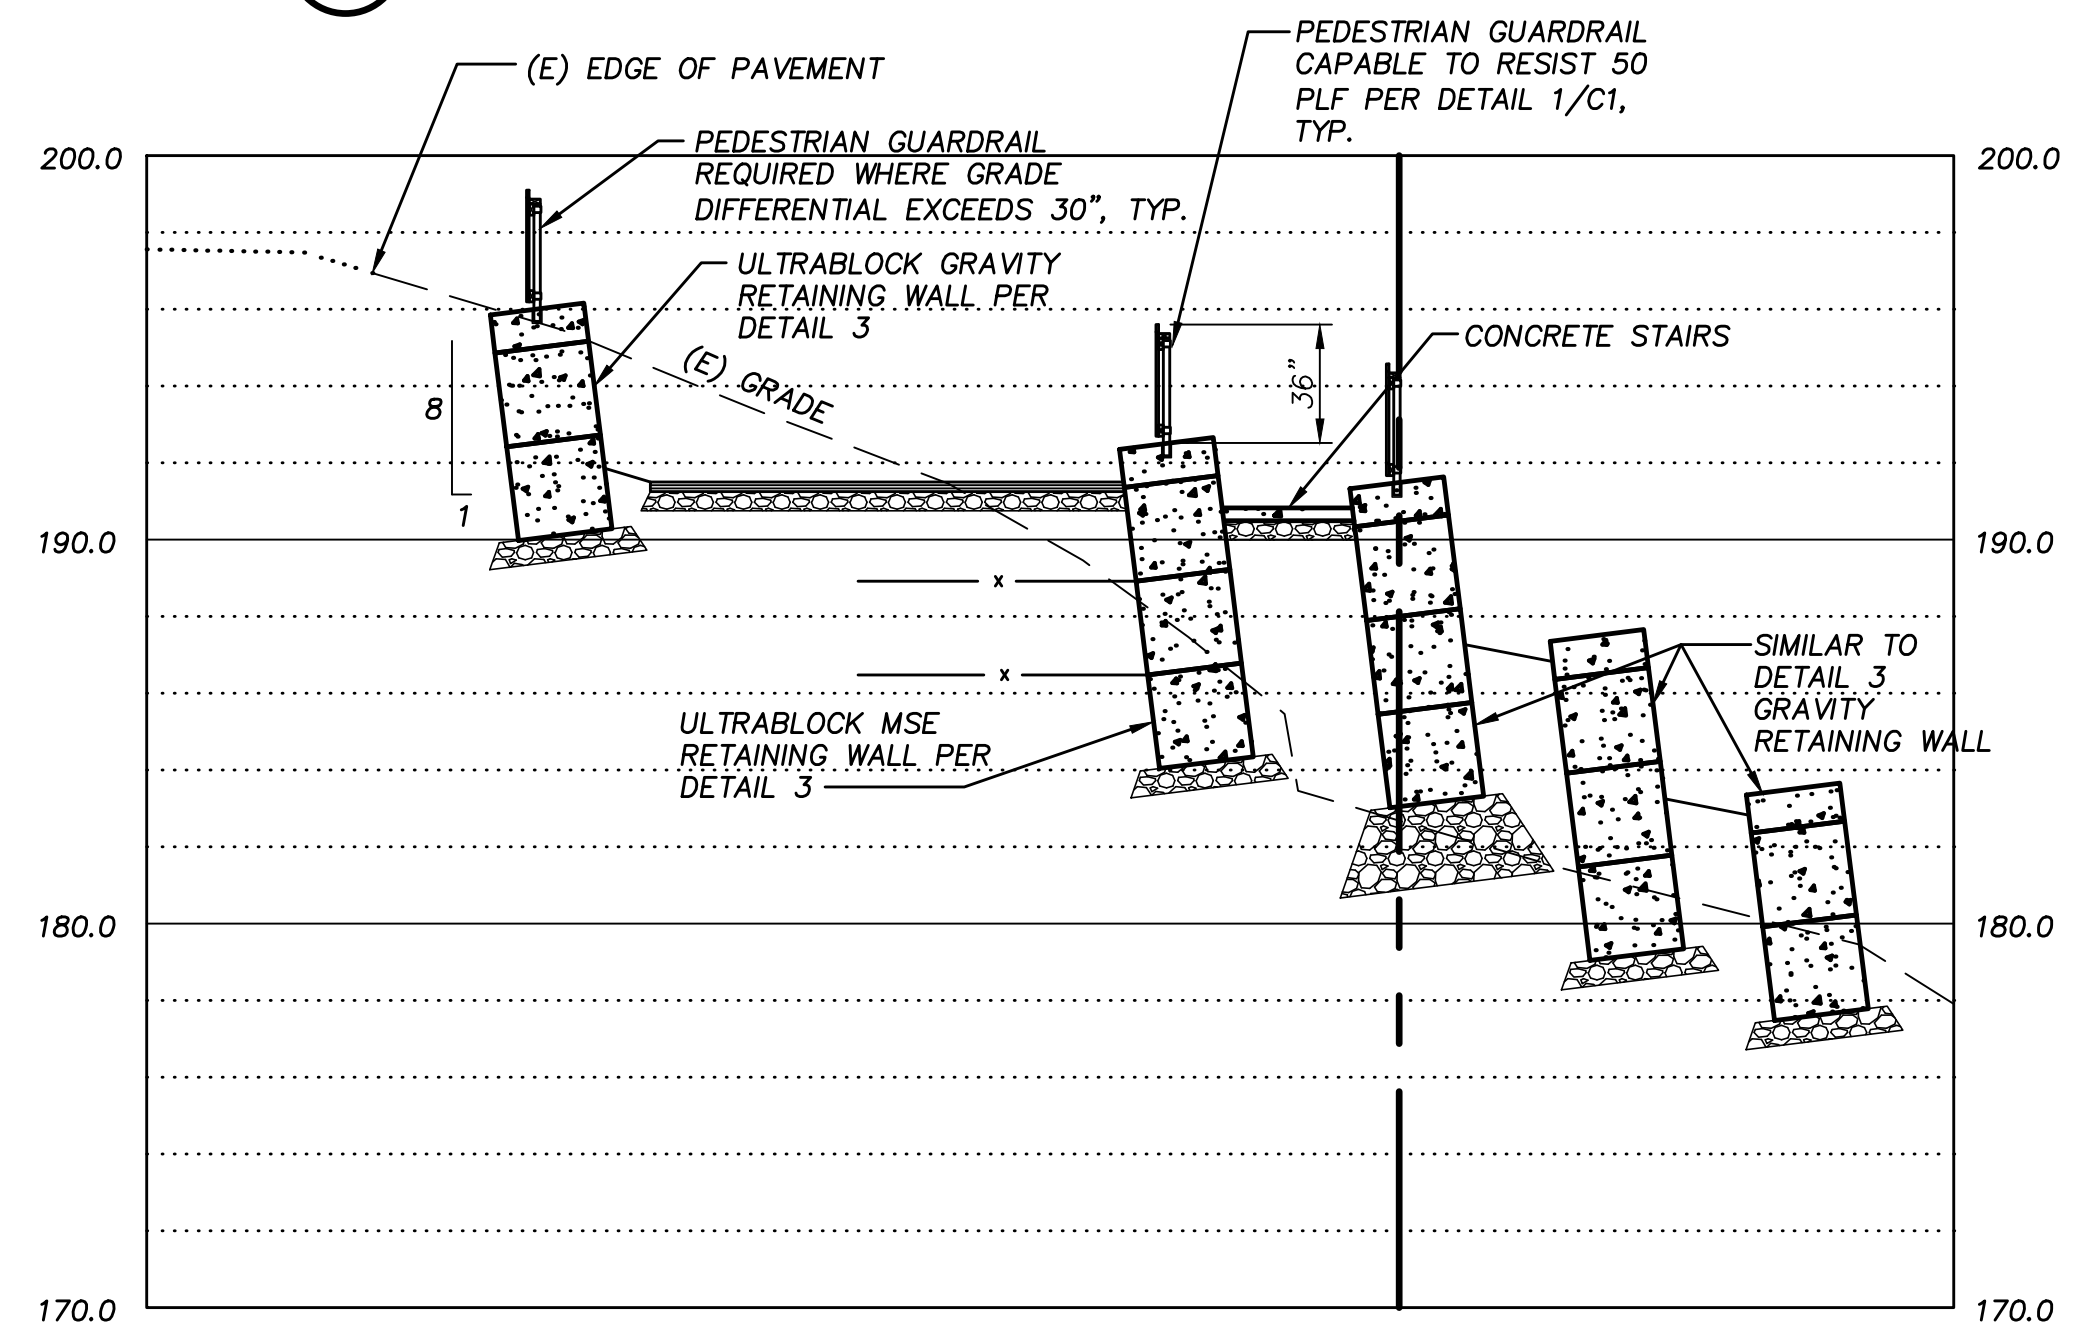 (E) EDGE OF PAVEMENT
PEDESTRIAN GUARDRAIL
CAPABLE TO RESIST 50
PLF PER DETAIL 1/C1,
TYP.
PEDESTRIAN GUARDRAIL
REQUIRED WHERE GRADE
DIFFERENTIAL EXCEEDS 30”, TYP.
200.0
200.0
ULTRABLOCK GRAVITY
RETAINING WALL PER
DETAIL 3
(E) GRADE
36”
CONCRETE STAIRS
8
1
190.0
190.0
x
x
ULTRABLOCK MSE
RETAINING WALL PER
DETAIL 3
SIMILAR TO
DETAIL 3
GRAVITY
RETAINING WALL
180.0
180.0
170.0
170.0